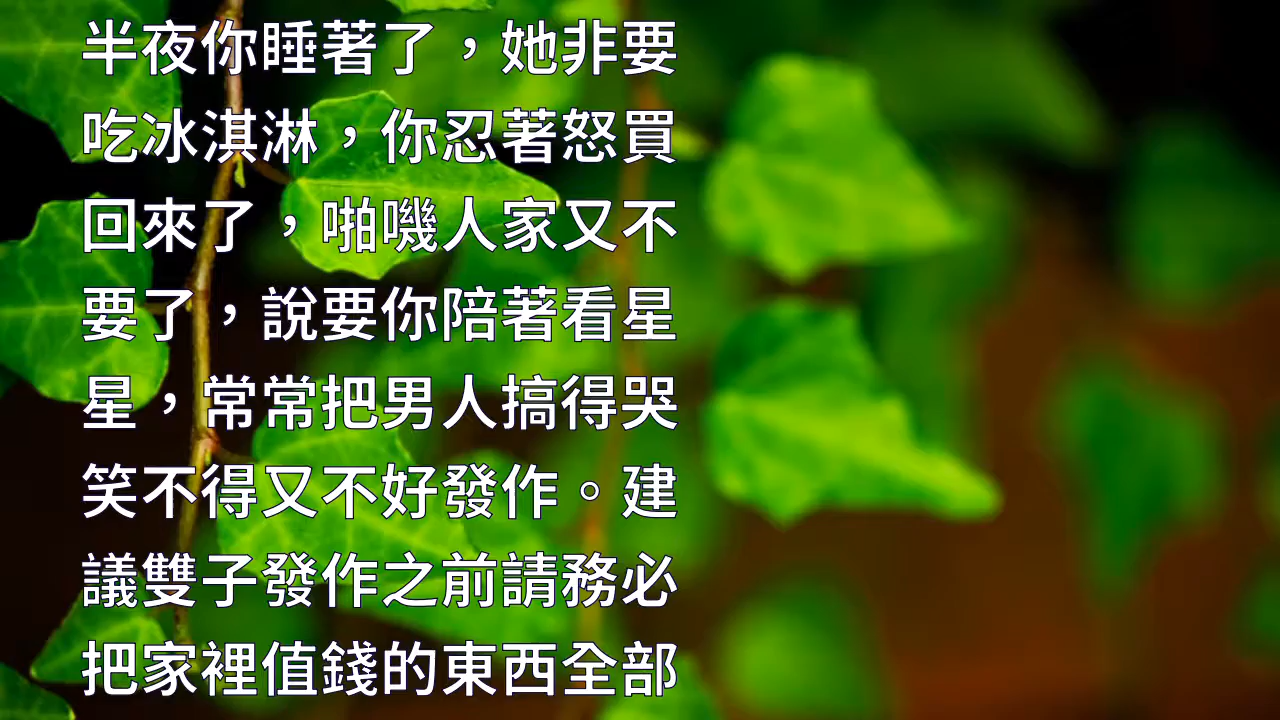 半夜你睡著了，她非要
吃冰淇淋，你忍著怒買
回來了，啪嘰人家又不
要了，說要你陪著看星
星，常常把男人搞得哭
笑不得又不好發作。建
議雙子發作之前請務必
把家裡值錢的東西全部